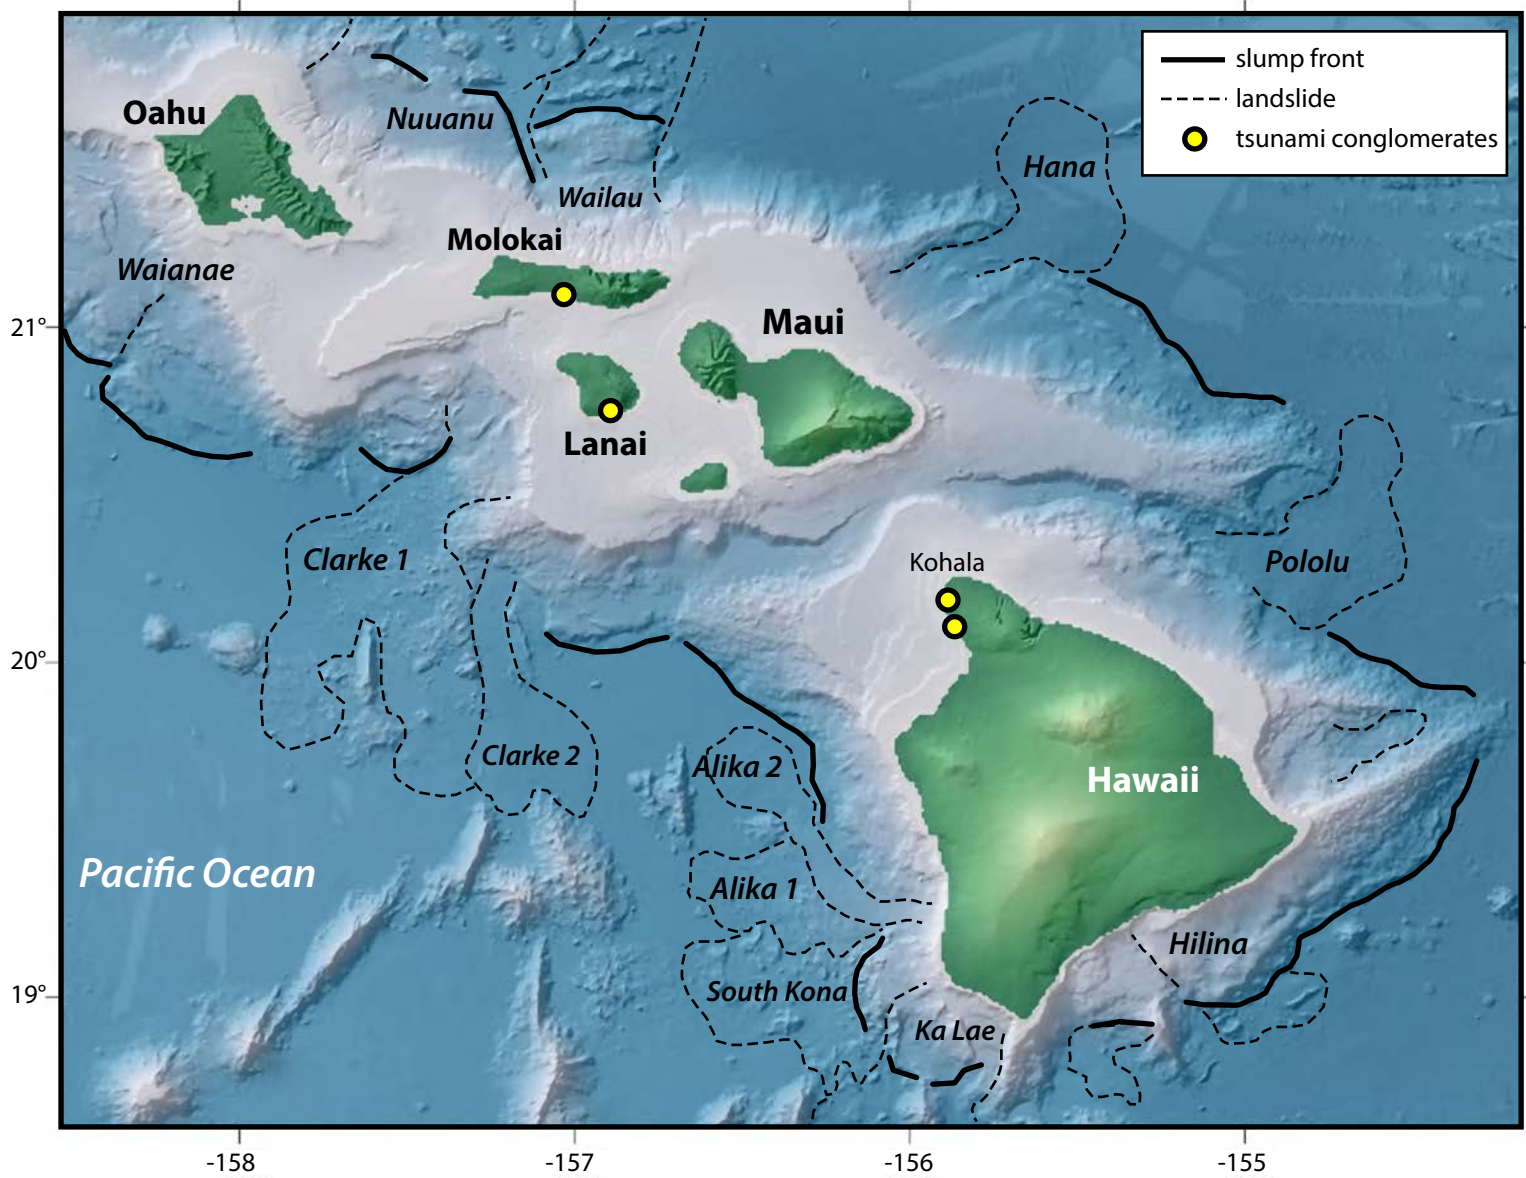 slump front
landslide
tsunami conglomerates
Oahu
Nuuanu
Hana
Wailau
Molokai
Waianae
21°
Maui
Lanai
Clarke 1
Kohala
Pololu
20°
Clarke 2
Alika 2
Hawaii
Pacific Ocean
Alika 1
Hilina
South Kona
19°
Ka Lae
-158
-157
-156
-155